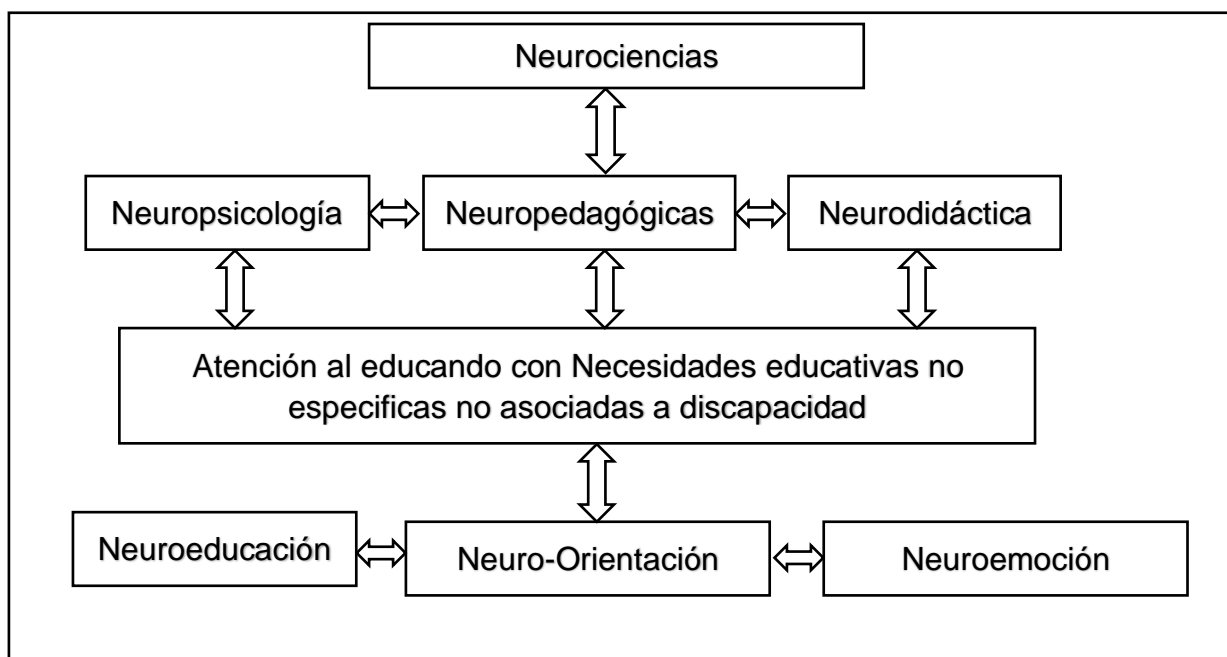 Neurociencias
Neuropsicología
Neuropedagógicas
Neurodidáctica
Atención al educando con Necesidades educativas no
especificas no asociadas a discapacidad
Neuroeducación
Neuro-Orientación
Neuroemoción